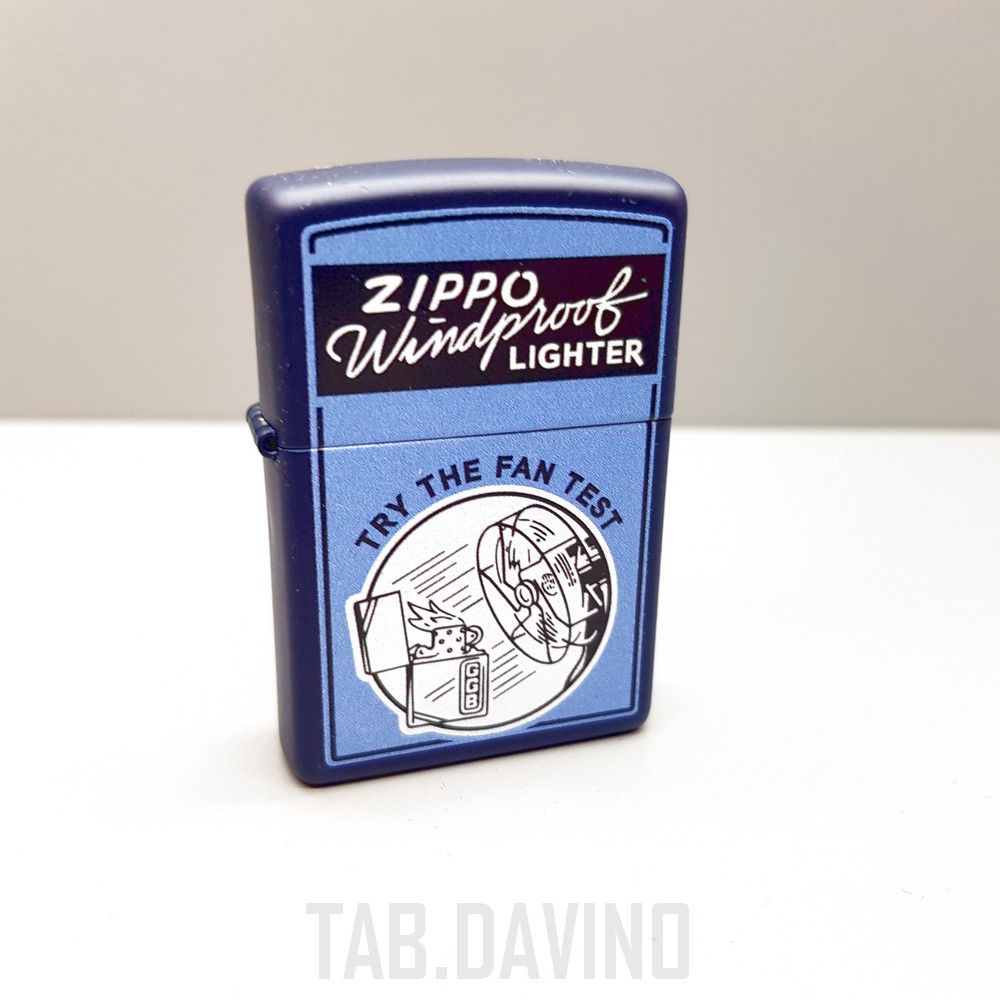 ZIPPO
Windproof
LIGHTER
TRY THE FAN TEST
GGB
TAB.DAVINO